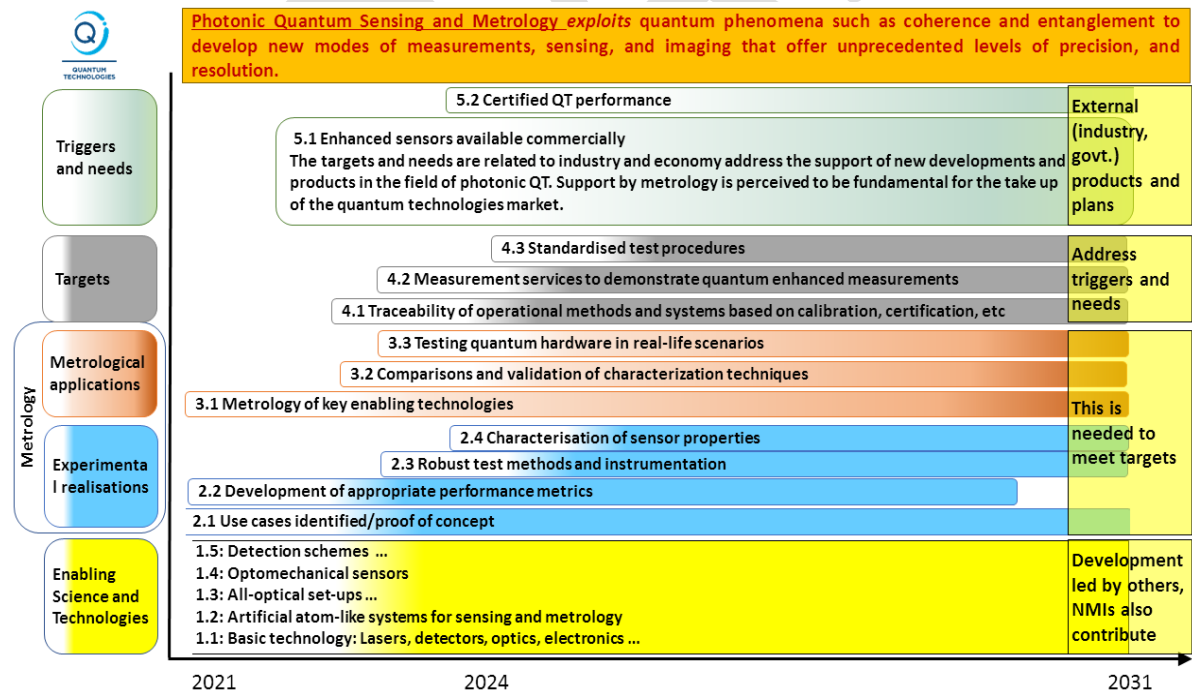 Photonic Quantum Sensing and Metrology exploits quantum phenomena such as coherence and entanglement to
develop new modes of measurements, sensing, and imaging that offer unprecedented levels of precision, and
resolution.
QUANTUM
TECHNOLOGIES
Triggers
and needs
5.2 Certified QT performance
5.1 Enhanced sensors available commercially
The targets and needs are related to industry and economy address the support of new developments and
products in the field of photonic QT. Support by metrology is perceived to be fundamental for the take up
of the quantum technologies market.
External
(industry,
govt.)
products and
plans
Targets
4.3 Standardised test procedures
4.2 Measurement services to demonstrate quantum enhanced measurements
4.1 Traceability of operational methods and systems based on calibration, certification, etc
Address
triggers and
needs
Metrology
Metrological
applications
3.3 Testing quantum hardware in real-life scenarios
3.2 Comparisons and validation of characterization techniques
3.1 Metrology of key enabling technologies
Experimenta
l realisations
2.4 Characterisation of sensor properties
2.3 Robust test methods and instrumentation
2.2 Development of appropriate performance metrics
2.1 Use cases identified/proof of concept
This is
needed to
meet targets
Enabling
Science and
Technologies
1.5: Detection schemes ...
1.4: Optomechanical sensors
1.3: All-optical set-ups ...
1.2: Artificial atom-like systems for sensing and metrology
1.1: Basic technology: Lasers, detectors, optics, electronics ...
Development
led by others,
NMIs also
contribute
2021
2024
2031